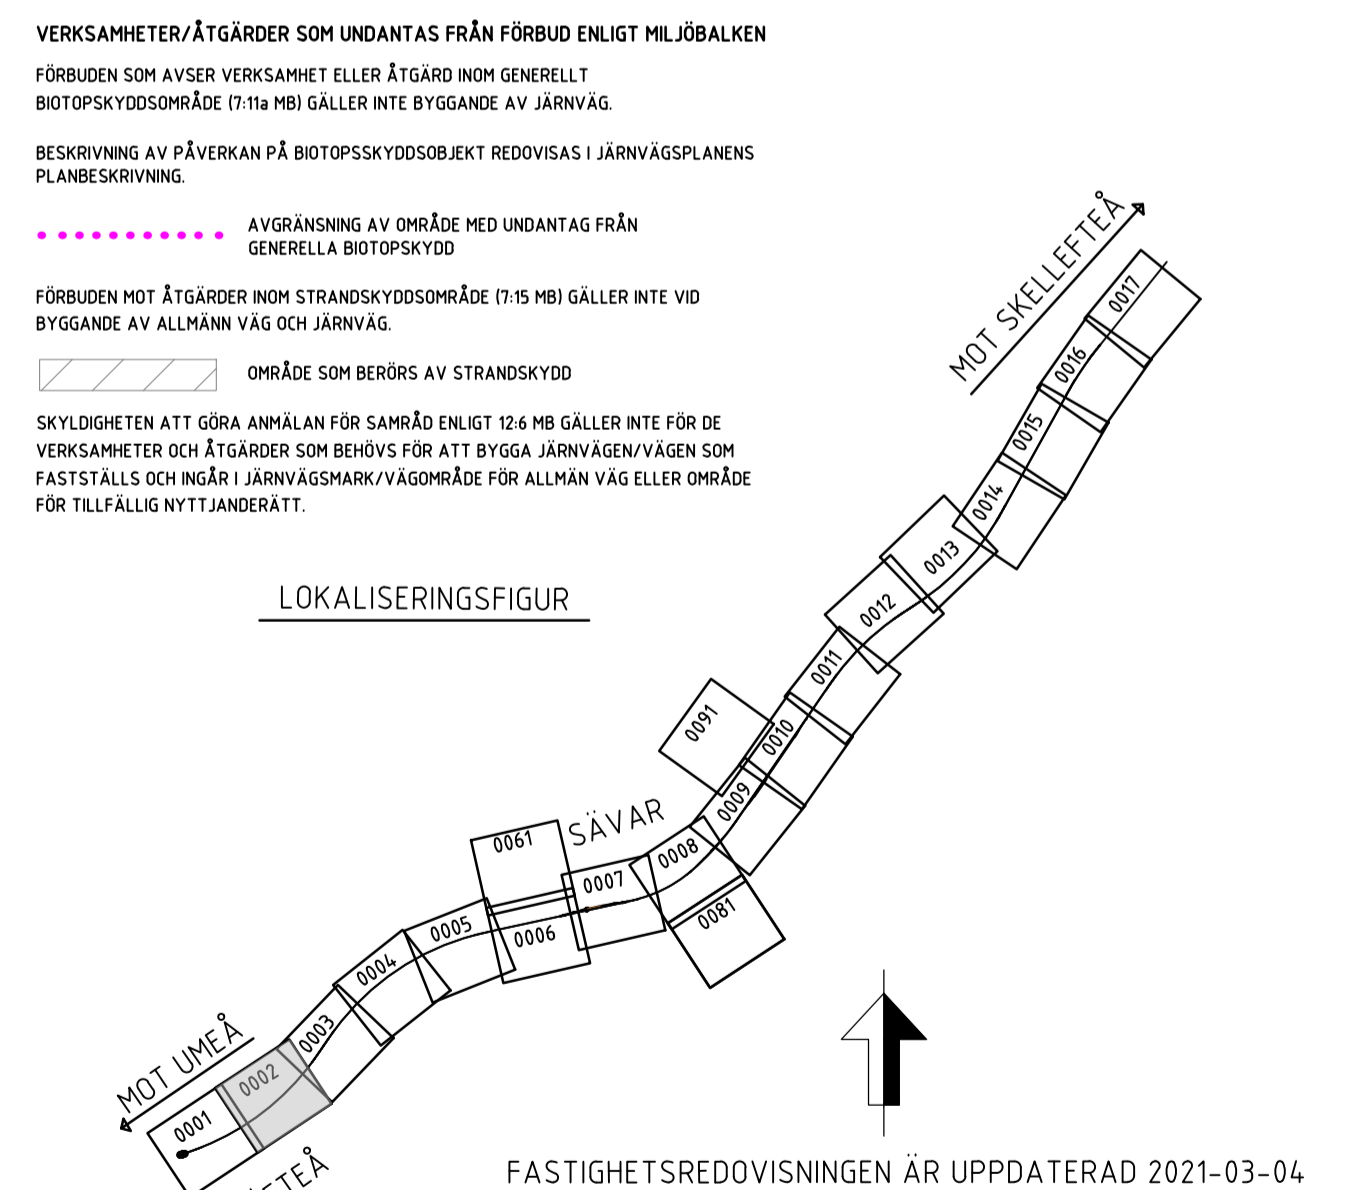 VERKSAMHETER/ÅTGÄRDER SOM UNDANTAS FRÅN FÖRBUD ENLIGT MILJÖBALKEN
FÖRBUDEN SOM AVSER VERKSAMHET ELLER ÅTGÄRD INOM GENERELLT
BIOTOPSKYDDSOMRÅDE (7:11a MB) GÄLLER INTE BYGGANDE AV JÄRNVÄG.
BESKRIVNING AV PÅVERKAN PÅ BIOTOPSSKYDDSOBJEKT REDOVISAS I JÄRNVÄGSPLANENS
PLANBESKRIVNING.
AVGRÄNSNING AV OMRÅDE MED UNDANTAG FRÅN
GENERELLA BIOTOPSKYDD
FÖRBUDEN MOT ÅTGÄRDER INOM STRANDSKYDDSOMRÅDE (7:15 MB) GÄLLER INTE VID
BYGGANDE AV ALLMÄNN VÄG OCH JÄRNVÄG.
OMRÅDE SOM BERÖRS AV STRANDSKYDD
SKYLDIGHETEN ATT GÖRA ANMÄLAN FÖR SAMRÅD ENLIGT 12:6 MB GÄLLER INTE FÖR DE
VERKSAMHETER OCH ÅTGÄRDER SOM BEHÖVS FÖR ATT BYGGA JÄRNVÄGEN/VÄGEN SOM
FASTSTÄLLS OCH INGÅR I JÄRNVÄGSMARK/VÄGOMRÅDE FÖR ALLMÄN VÄG ELLER OMRÅDE
FÖR TILLFÄLLIG NYTTJANDERÄTT.
LOKALISERINGSFIGUR
MOT SKELLEFTEÅ
0017
0016
0015
0014
0013
0012
0011
0091
0010
0009
SÄVAR
0061
0008
0007
0081
0006
0005
0004
0003
MOT UMEÅ
0002
0001
FASTIGHETSREDOVISNINGEN ÄR UPPDATERAD 2021-03-04